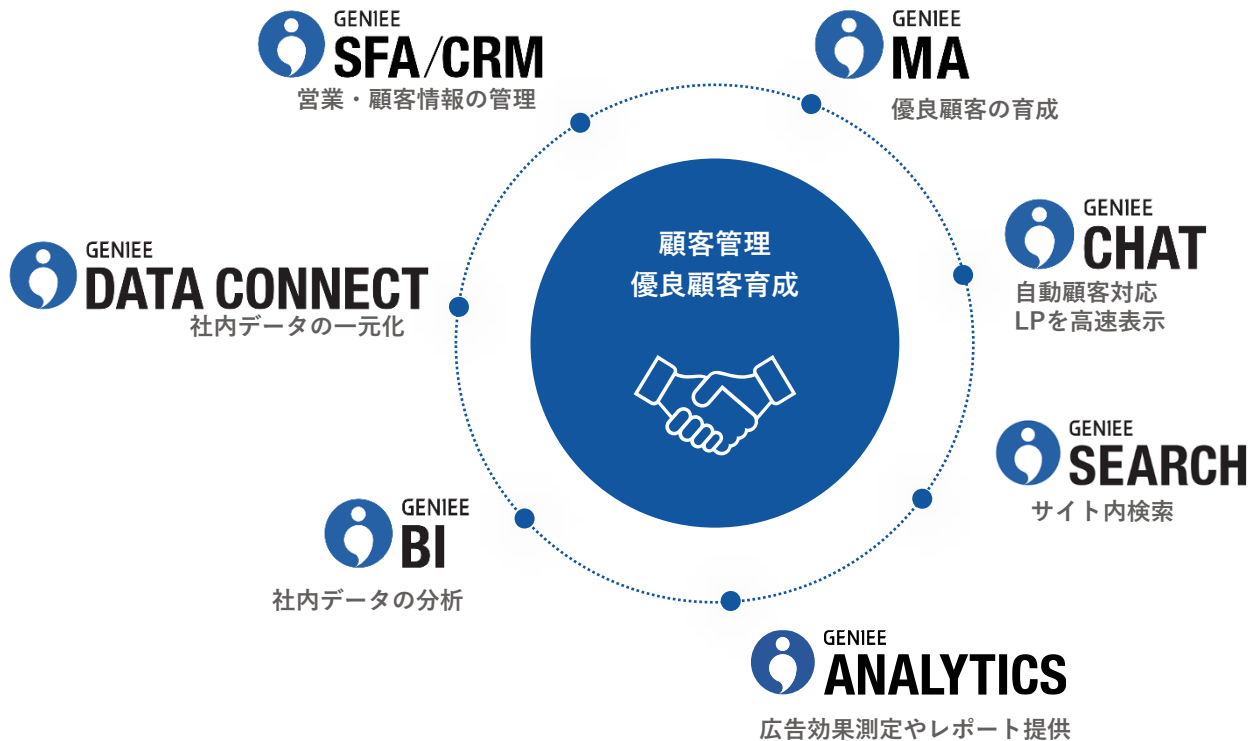 GENIEE
SFA/CRM
営業・顧客情報の管理
GENIEE
MA
優良顧客の育成
GENIEE
CHAT
自動顧客対応
LPを高速表示
顧客管理
優良顧客育成
GENIEE
DATA CONNECT
社内データの一元化
GENIEE
SEARCH
サイト内検索
GENIEE
BI
社内データの分析
GENIEE
ANALYTICS
広告効果測定やレポート提供